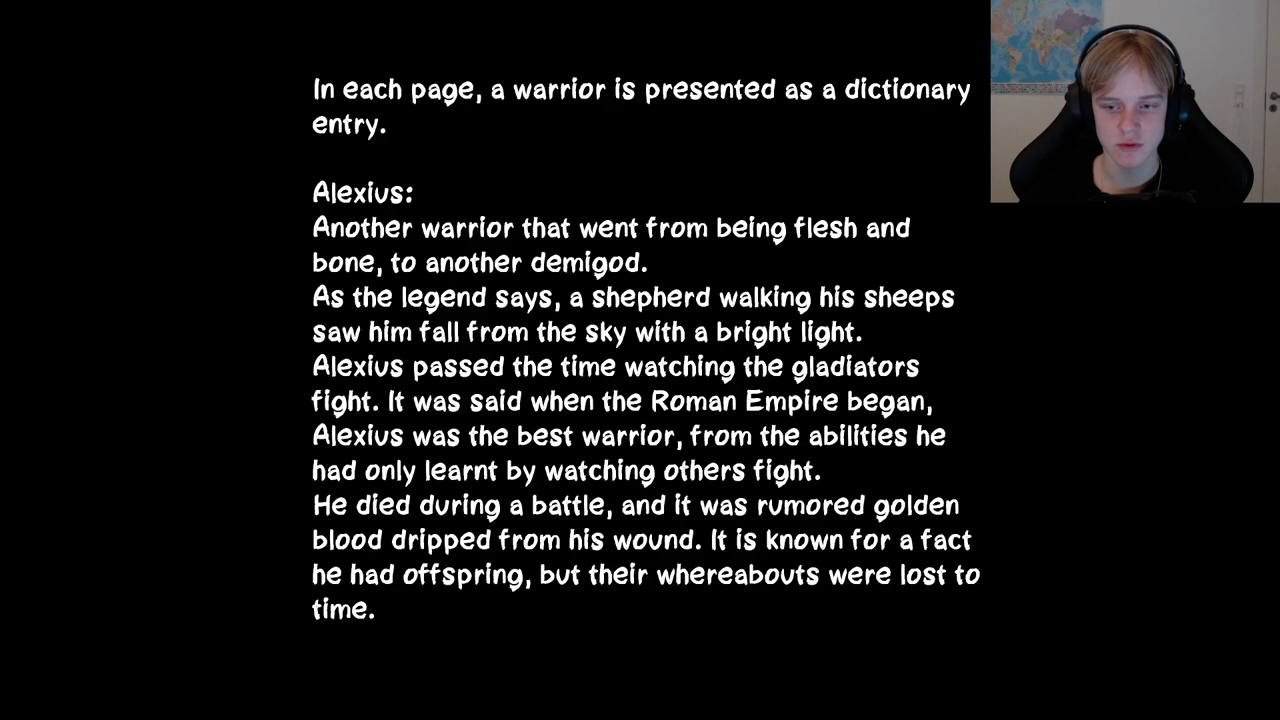 In each page, a warrior is presented as a dictionary
entry.
Alexius:
Another warrior that went from being flesh and
bone, to another demigod.
As the legend says, a shepherd walking his sheeps
saw him fall from the sky with a bright light.
Alexius passed the time watching the gladiators
fight. It was said when the Roman Empire began,
Alexius was the best warrior, from the abilities he
had only learnt by watching others fight.
He died during a battle, and it was rumored golden
blood dripped from his wound. It is known for a fact
he had offspring, but their whereabouts were lost to
time.